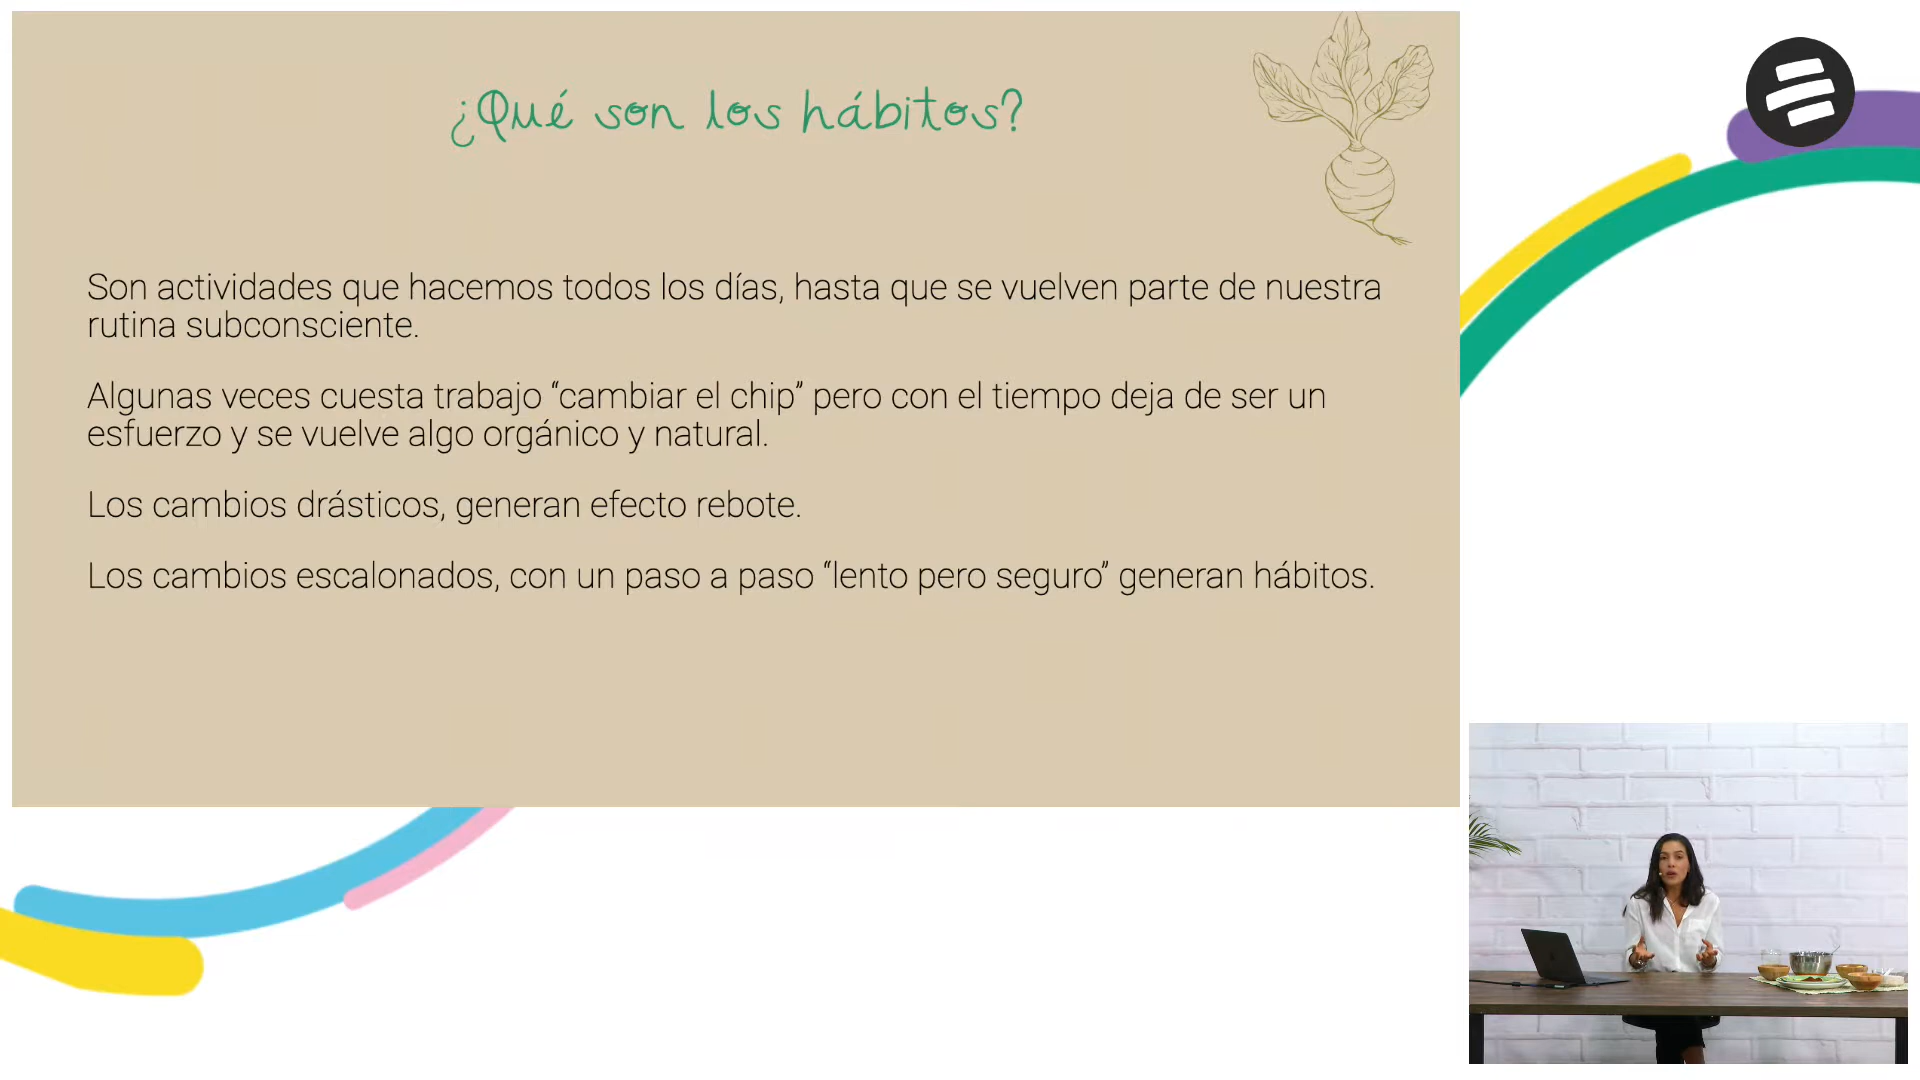 ¿Qué son los hábitos?
Son actividades que hacemos todos los días, hasta que se vuelven parte de nuestra
rutina subconsciente.
Algunas veces cuesta trabajo “cambiar el chip” pero con el tiempo deja de ser un
esfuerzo y se vuelve algo orgánico y natural.
Los cambios drásticos, generan efecto rebote.
Los cambios escalonados, con un paso a paso “lento pero seguro” generan hábitos.